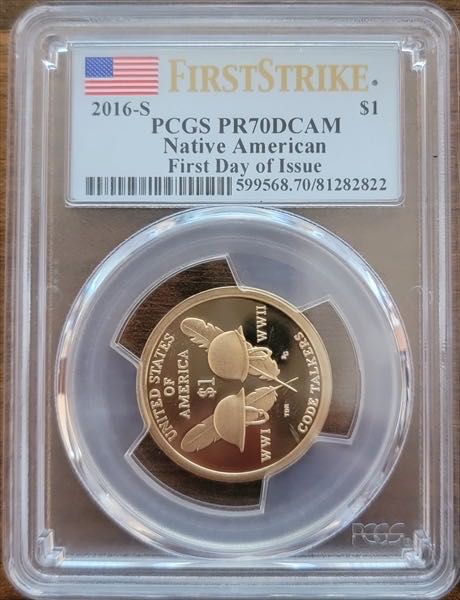 FIRSTSTRIKE®
2016-S $1
PCGS PR70DCAM
Native American
First Day of Issue
599568.70/81282822
UNITED STATES
OF
AMERICA
$1
WWI
WWII
CODE TALKERS
TDR
PCGS